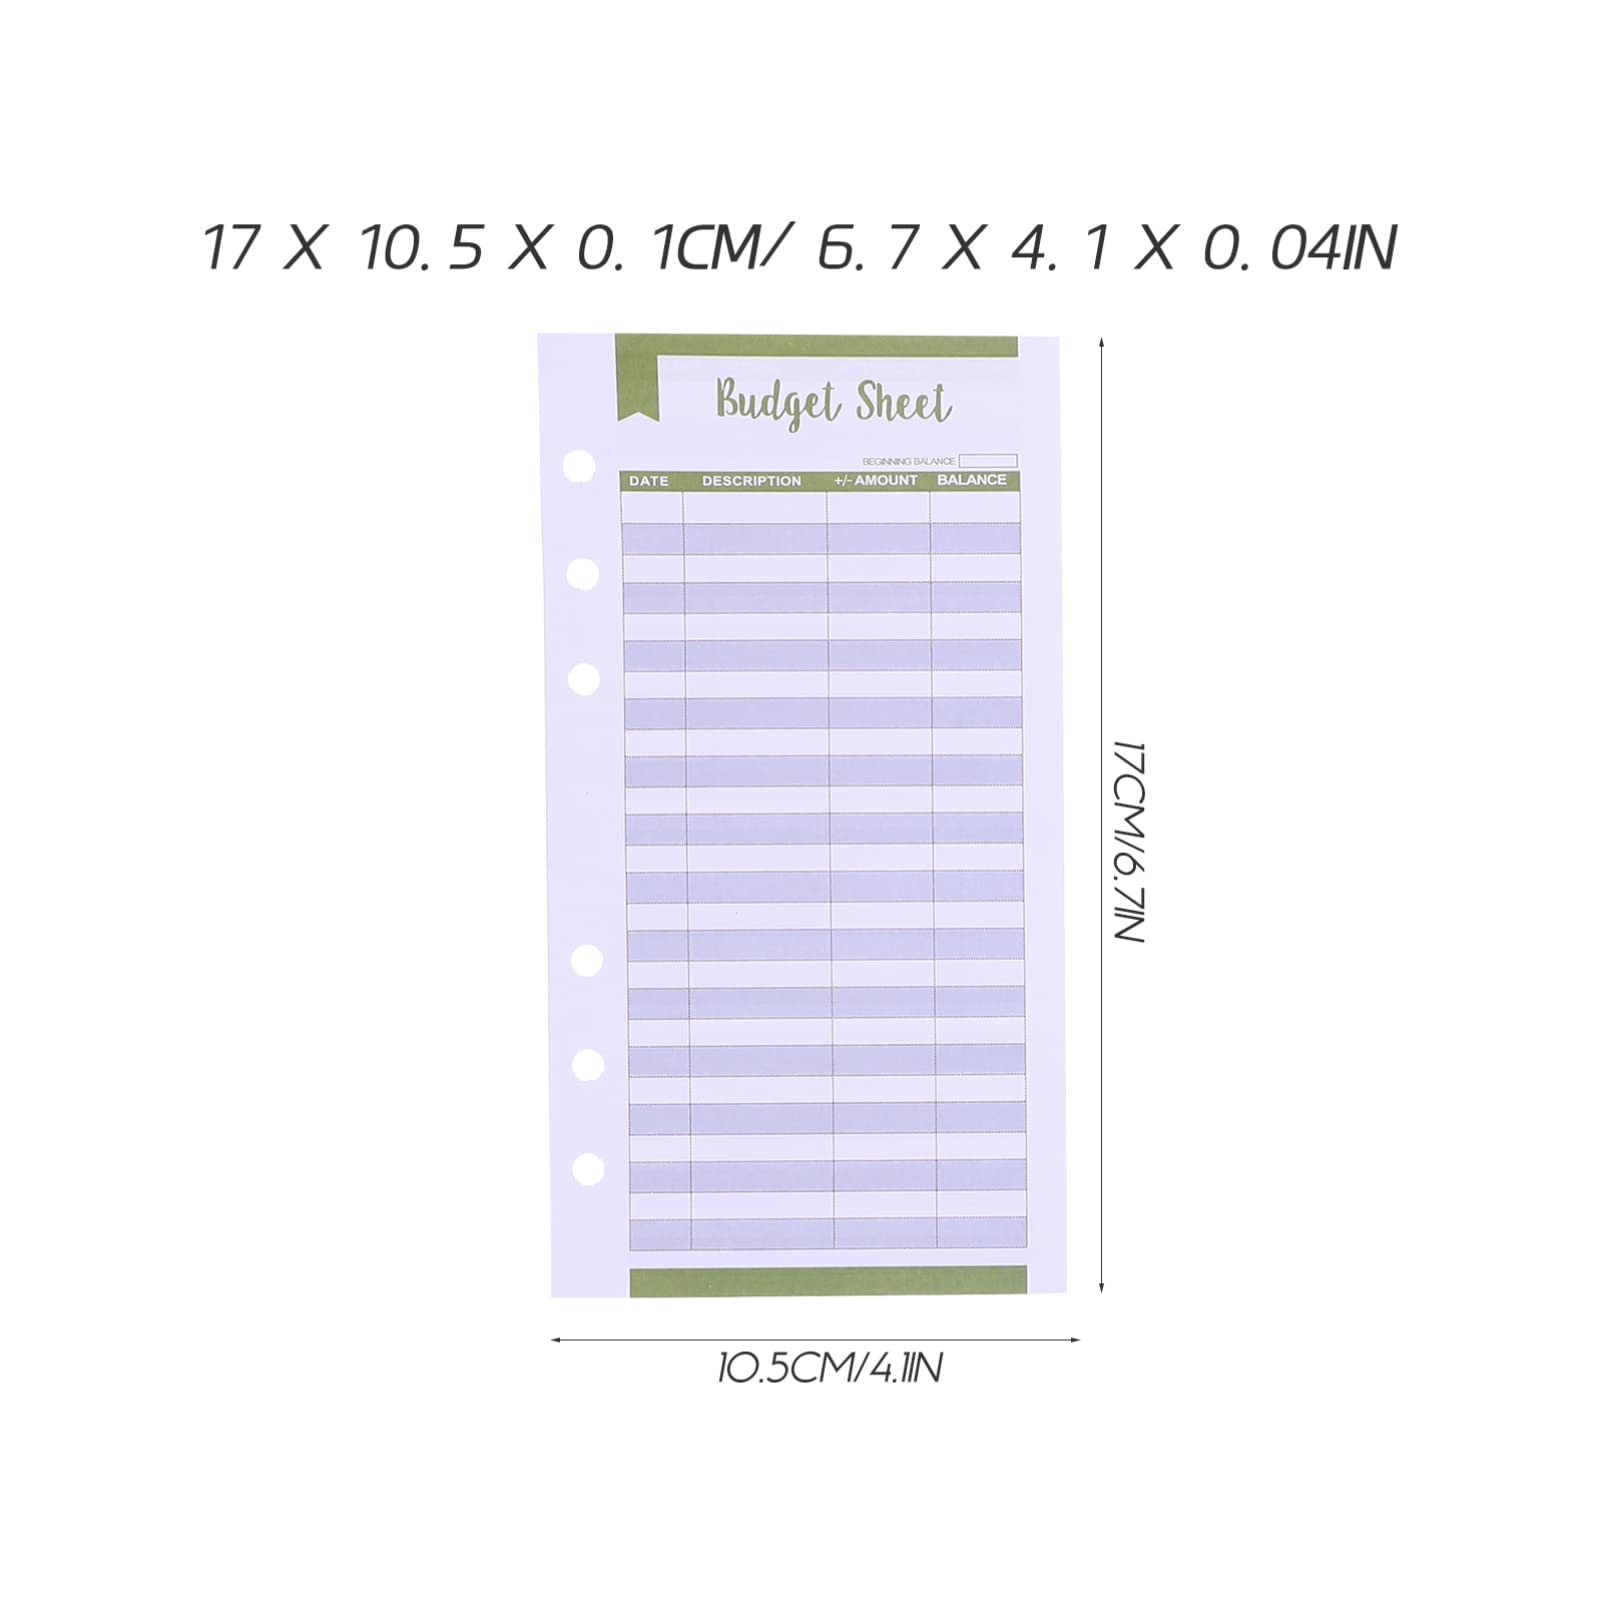 17 X 10. 5 X 0. 1CM/ 6. 7 X 4. 1 X 0. 04IN
Budget Sheet
BEGINNING BALANCE
DATE DESCRIPTION +/- AMOUNT BALANCE
17CM/6.7IN
10.5CM/4.1IN